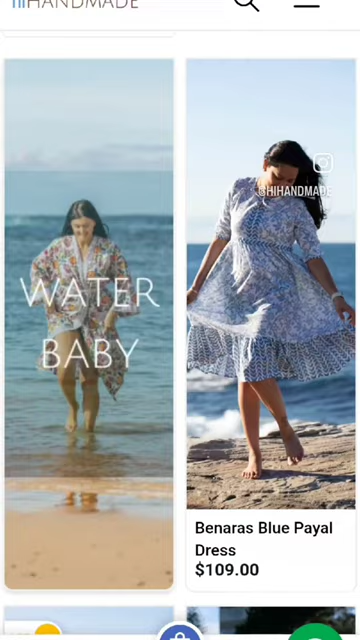 hiHANDMADE
WATER
BABY
@HIHANDMADE
Benaras Blue Payal
Dress
$109.00